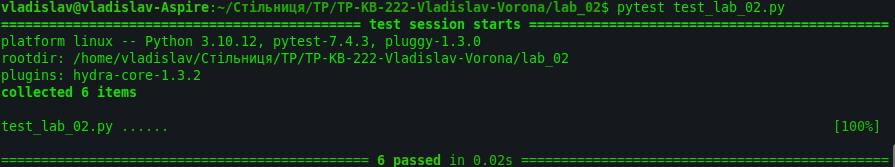 vladislav@vladislav-Aspire:~/Стільниця/TP/TP-KB-222-Vladislav-Vorona/lab_02$ pytest test_lab_02.py
============================================ test session starts ============================================
platform linux -- Python 3.10.12, pytest-7.4.3, pluggy-1.3.0
rootdir: /home/vladislav/Стільниця/TP/TP-KB-222-Vladislav-Vorona/lab_02
plugins: hydra-core-1.3.2
collected 6 items
test_lab_02.py ...... [100%]
============================================= 6 passed in 0.02s =============================================